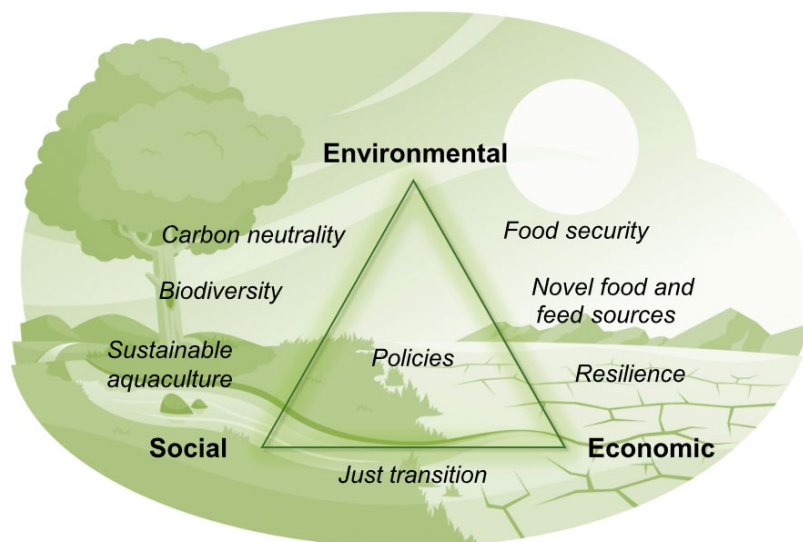 Environmental
Carbon neutrality
Food security
Biodiversity
Novel food and
feed sources
Sustainable
aquaculture
Policies
Resilience
Social
Economic
Just transition